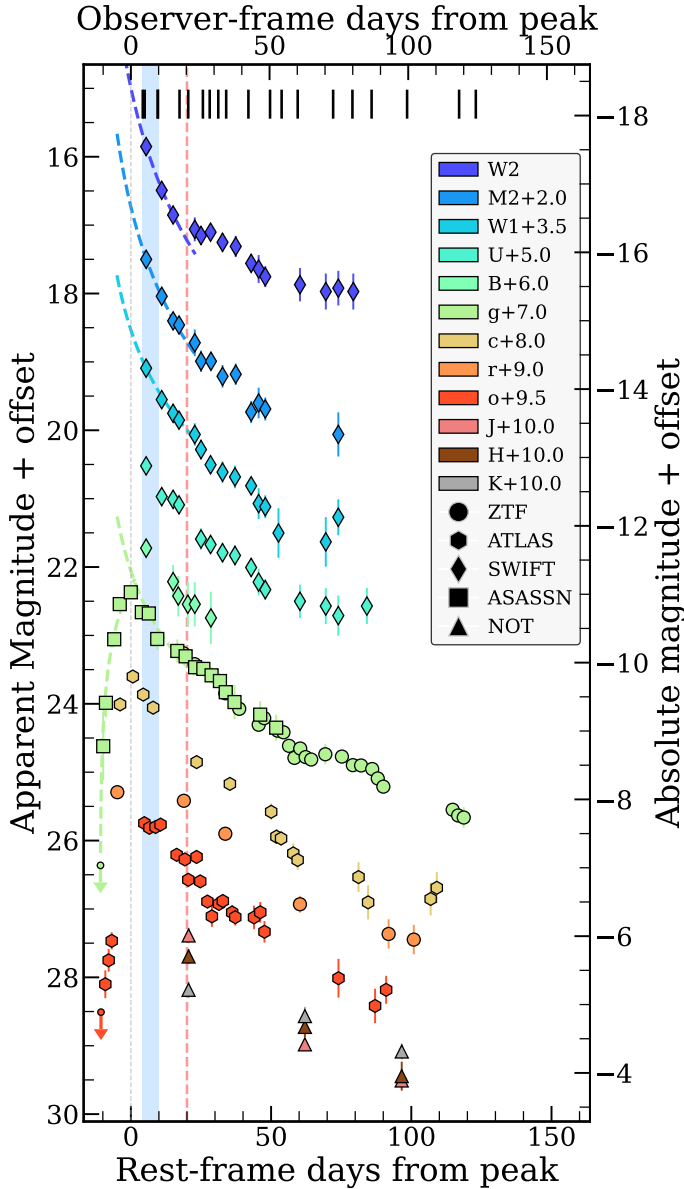 Observer-frame days from peak
0 50 100 150
16
18
20
22
24
26
28
30
Apparent Magnitude + offset
−18
−16
−14
−12
−10
−8
−6
−4
Absolute magnitude + offset
W2
M2+2.0
W1+3.5
U+5.0
B+6.0
g+7.0
c+8.0
r+9.0
o+9.5
J+10.0
H+10.0
K+10.0
ZTF
ATLAS
SWIFT
ASASSN
NOT
0 50 100 150
Rest-frame days from peak